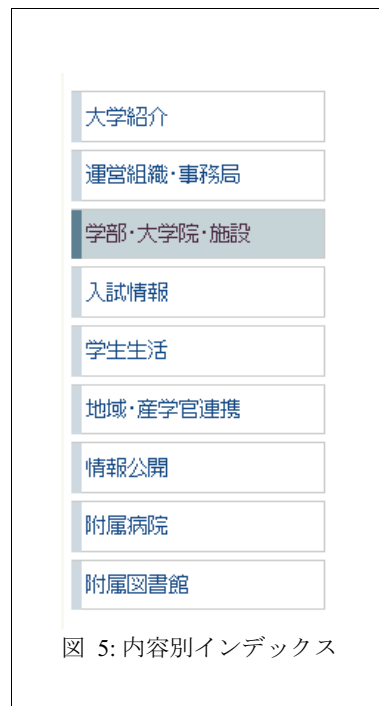 大学紹介
運営組織・事務局
学部・大学院・施設
入試情報
学生生活
地域・産学官連携
情報公開
附属病院
附属図書館
図 5: 内容別インデックス